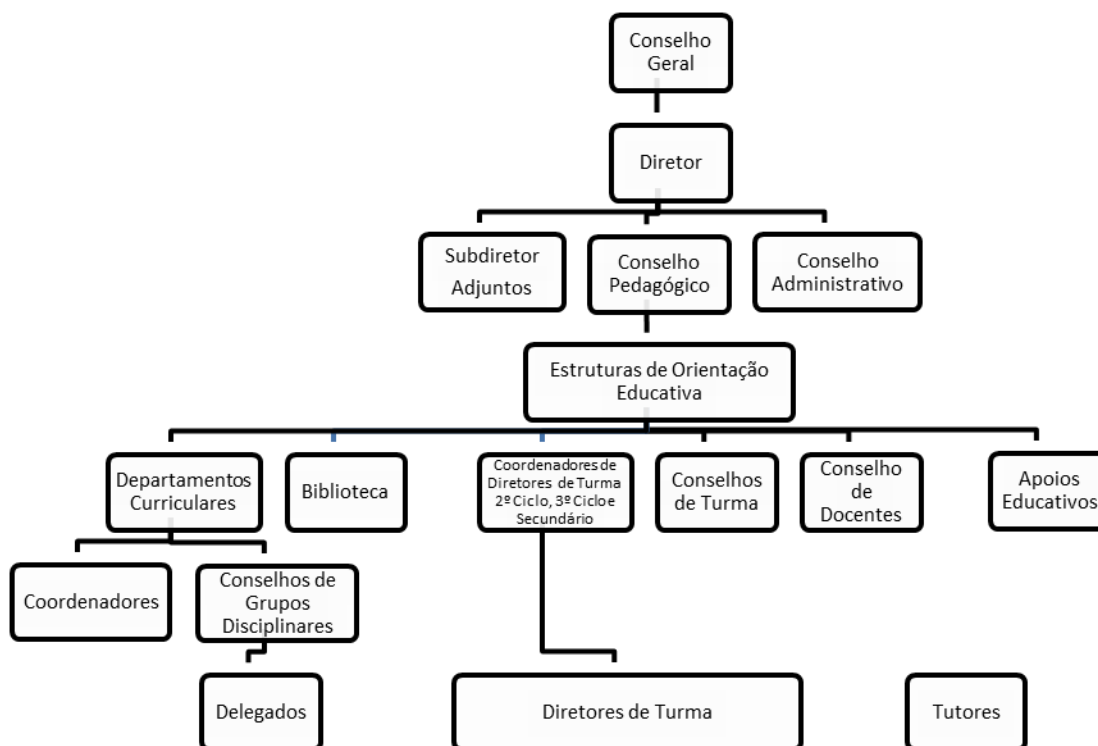 Conselho
Geral
Diretor
Subdiretor
Adjuntos
Conselho
Pedagógico
Conselho
Administrativo
Estruturas de Orientação
Educativa
Departamentos
Curriculares
Biblioteca
Coordenadores de
Diretores de Turma
2º Ciclo, 3º Ciclo e
Secundário
Conselhos
de Turma
Conselho
de
Docentes
Apoios
Educativos
Coordenadores
Conselhos de
Grupos
Disciplinares
Delegados
Diretores de Turma
Tutores